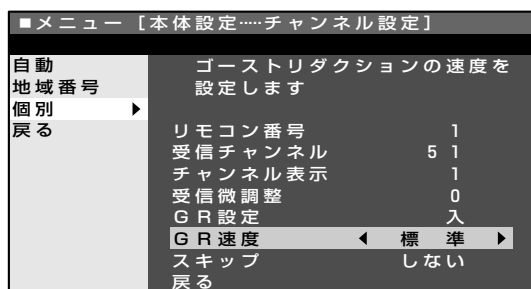 ■メニュー [本体設定……チャンネル設定]
自動
地域番号
個別 ▶
戻る
ゴーストリダクションの速度を
設定します
リモコン番号 1
受信チャンネル 51
チャンネル表示 1
受信微調整 0
GR設定 入
GR速度 ◀ 標準 ▶
スキップ しない
戻る